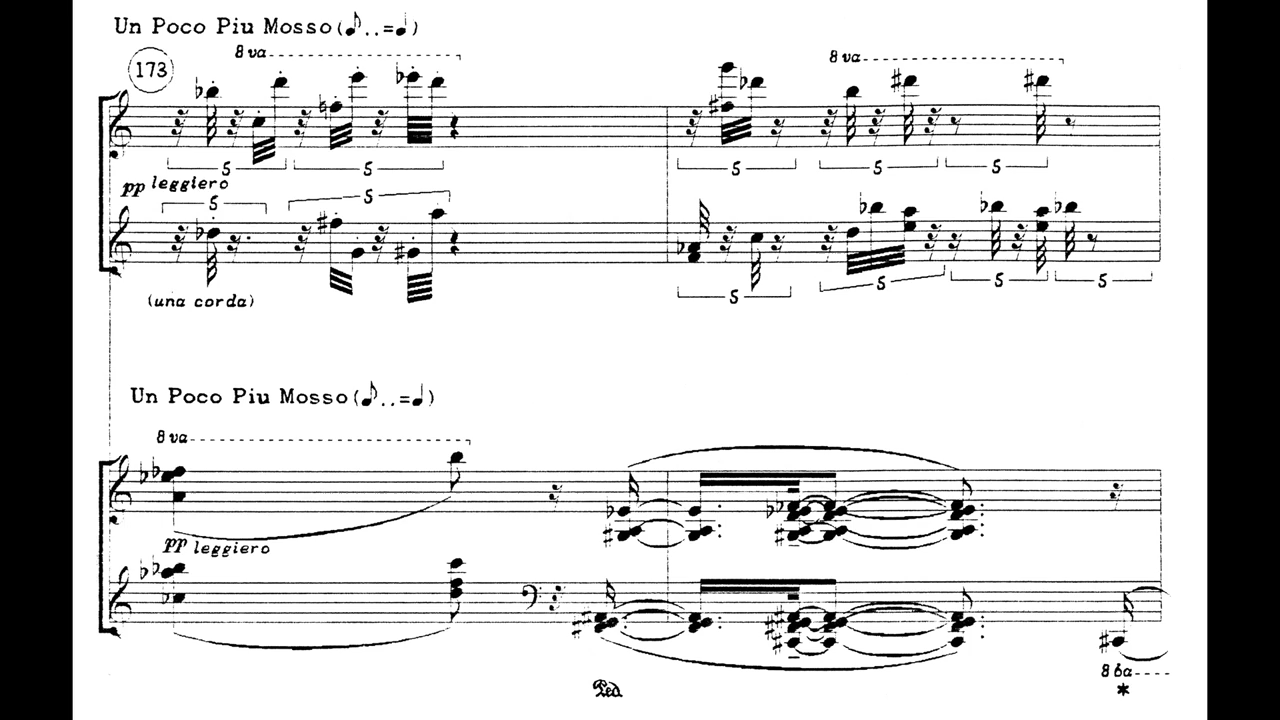 Un Poco Piu Mosso (♪..=♩)
8va
8va
173
5 5 5 5 5
pp leggiero
5 5
5 5 5 5
(una corda)
Un Poco Piu Mosso (♪..=♩)
8va
pp leggiero
8ba
Ped *